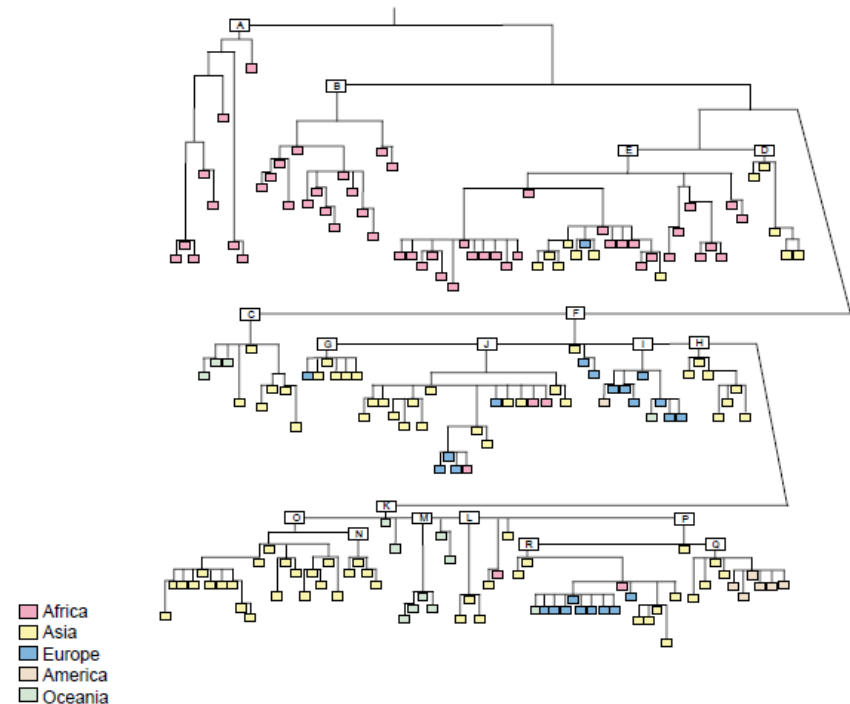 A
B
E D
C F
G J I H
K
O M L P
N R Q
Africa
Asia
Europe
America
Oceania